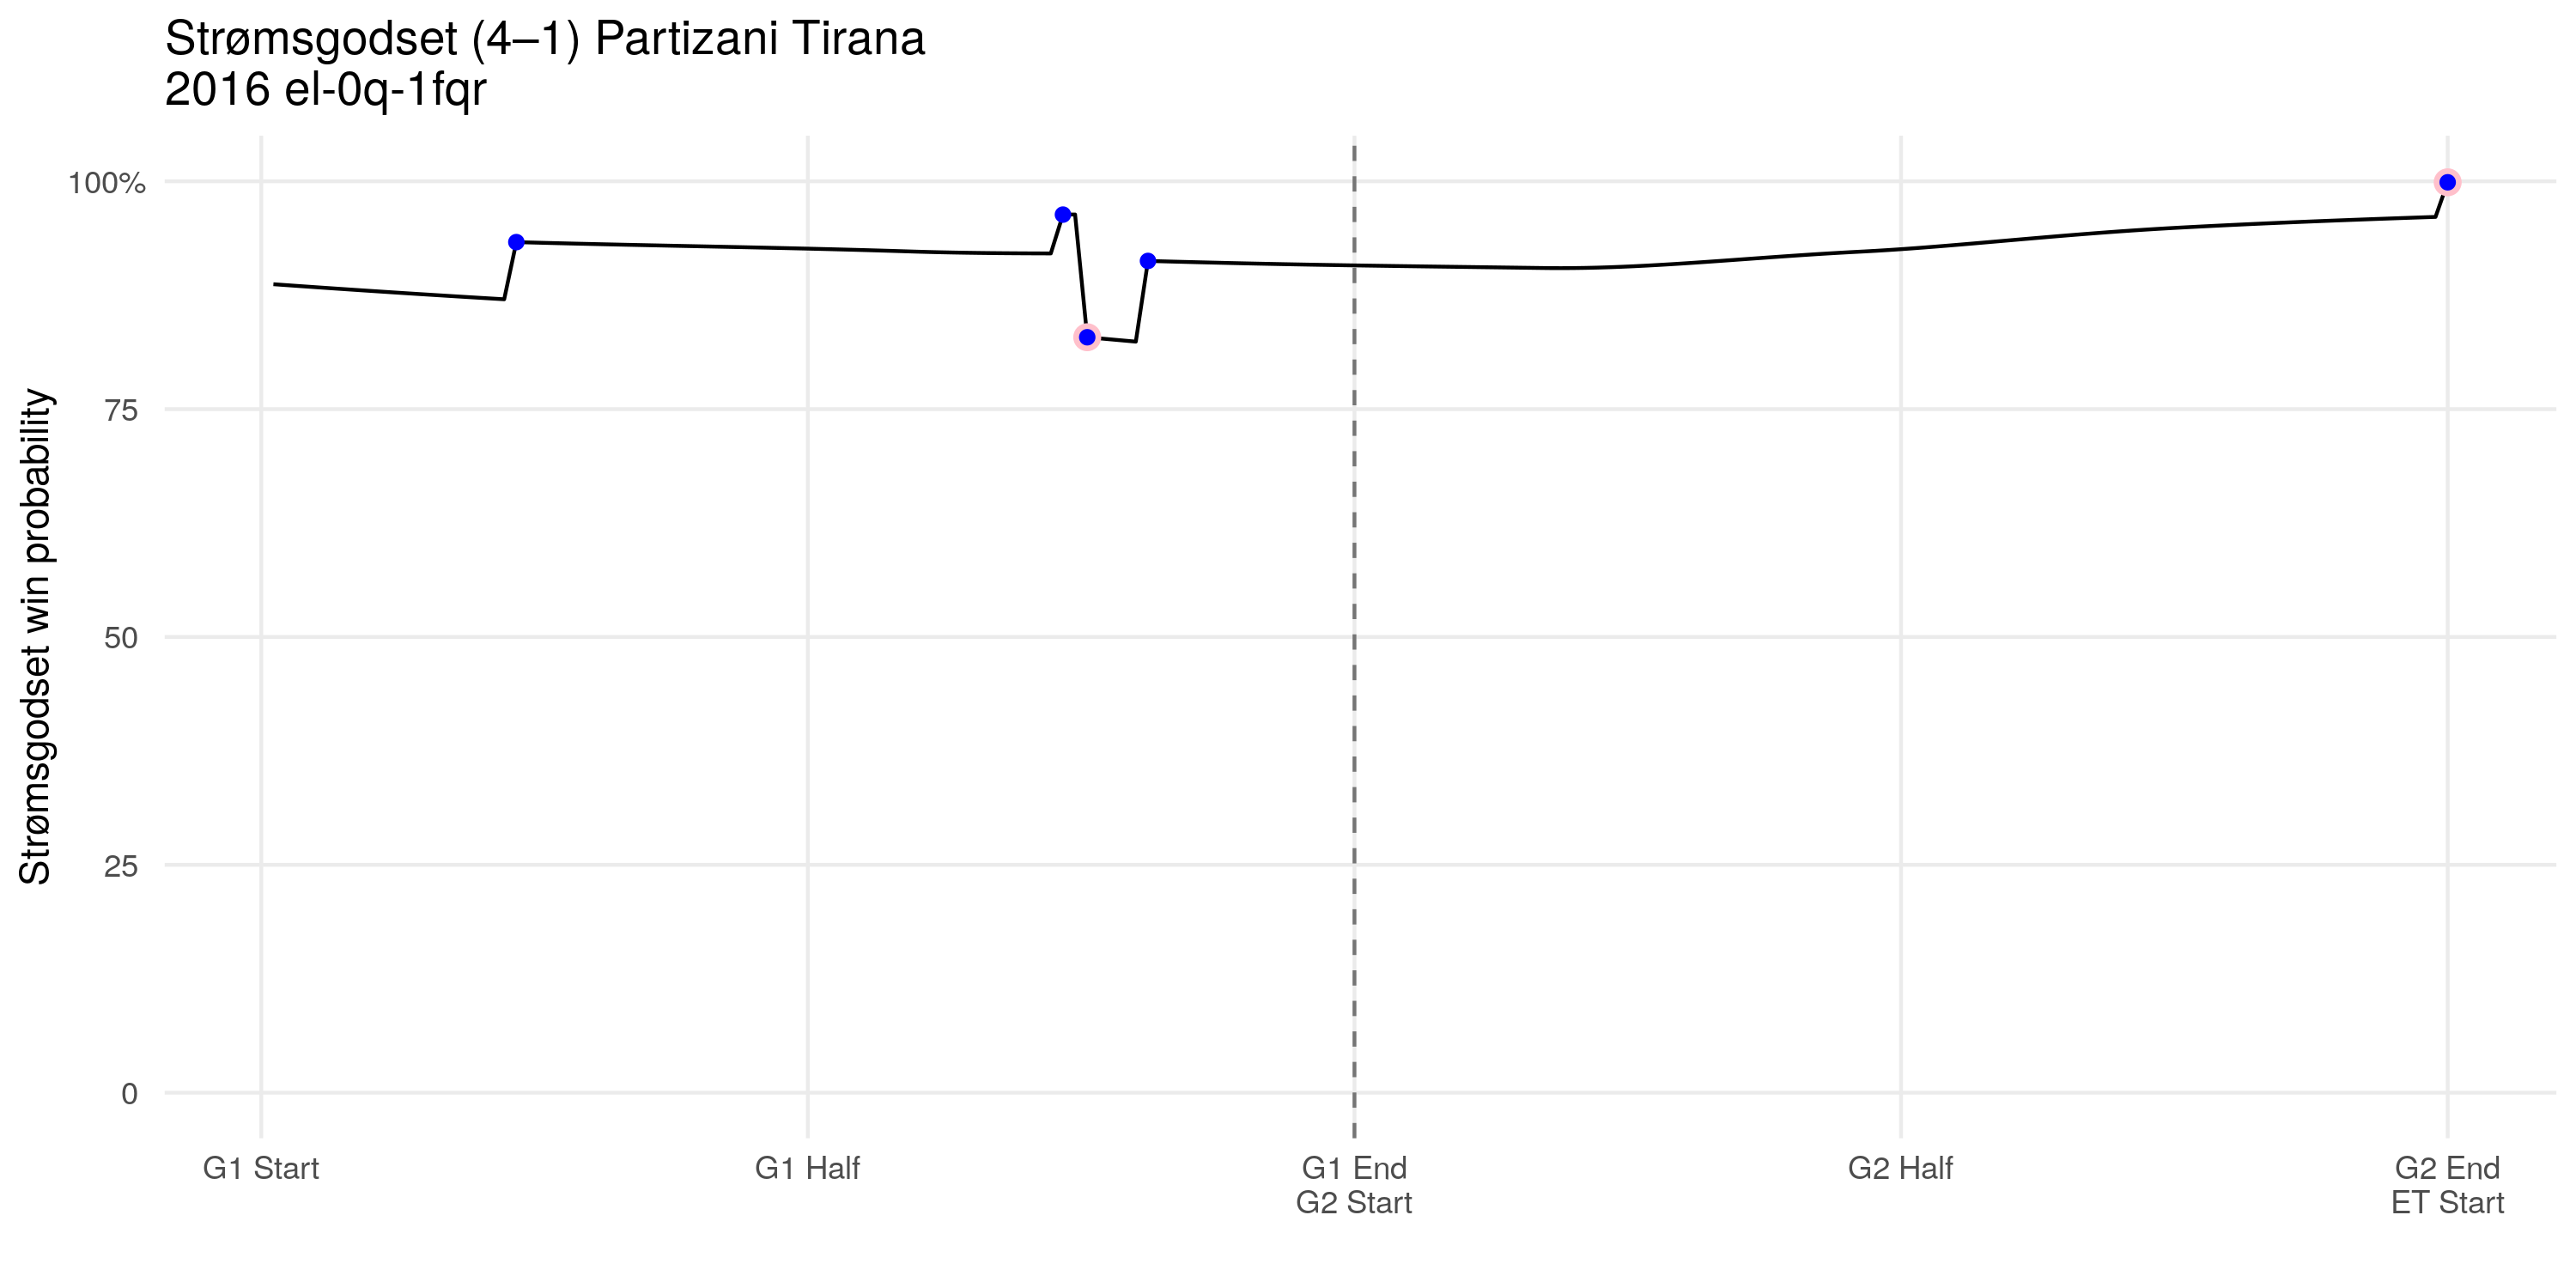 Strømsgodset (4–1) Partizani Tirana
2016 el-0q-1fqr
Strømsgodset win probability
100%
75
50
25
0
G1 Start
G1 Half
G1 End
G2 Start
G2 Half
G2 End
ET Start